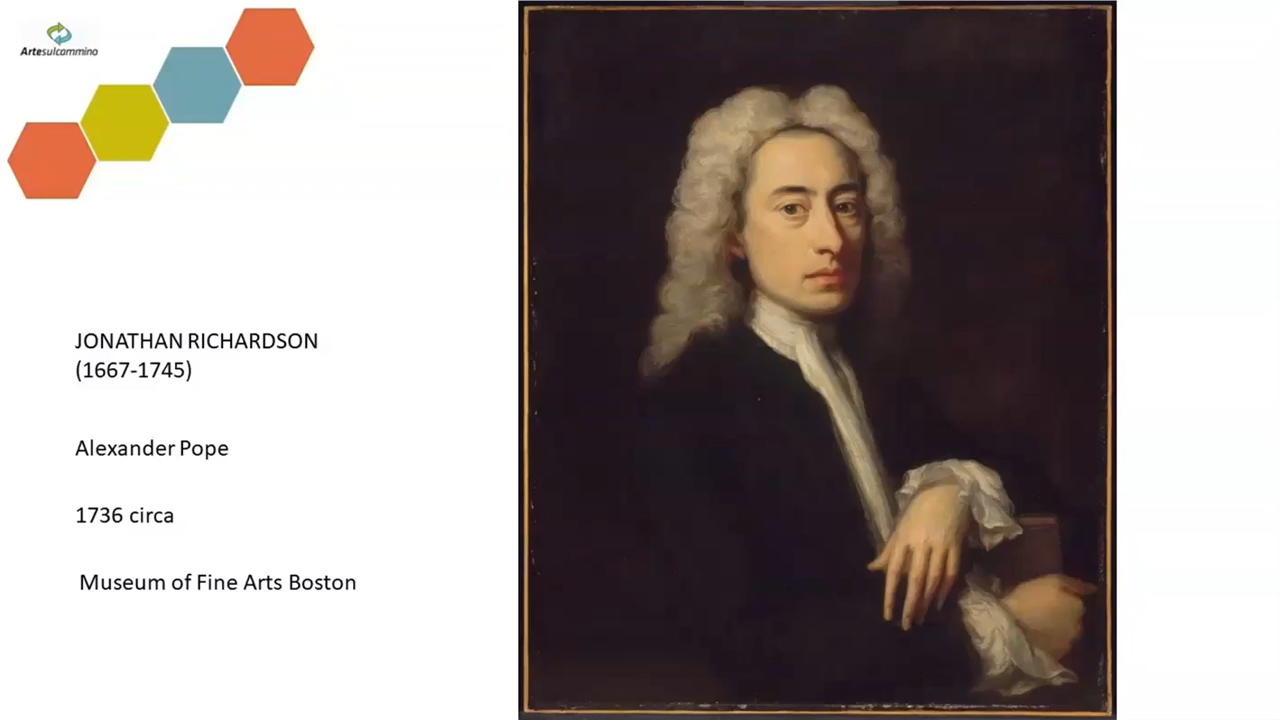 Artesulcammino
JONATHAN RICHARDSON
(1667-1745)
Alexander Pope
1736 circa
Museum of Fine Arts Boston